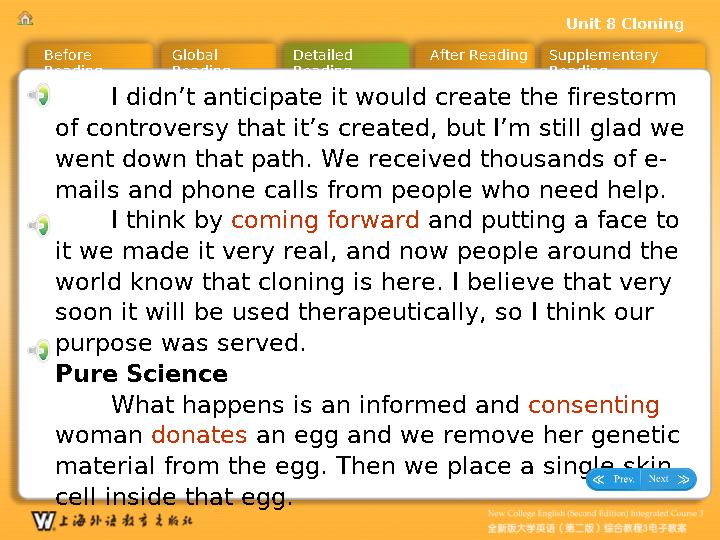 Unit 8 Cloning
Before Reading
Global Reading
Detailed Reading
After Reading
Supplementary Reading
I didn’t anticipate it would create the firestorm
of controversy that it’s created, but I’m still glad we
went down that path. We received thousands of e-
mails and phone calls from people who need help.
I think by coming forward and putting a face to
it we made it very real, and now people around the
world know that cloning is here. I believe that very
soon it will be used therapeutically, so I think our
purpose was served.
Pure Science
What happens is an informed and consenting
woman donates an egg and we remove her genetic
material from the egg. Then we place a single skin
cell inside that egg.
Prev. Next
W 上海外语教育出版社
New College English (Second Edition) Integrated Course 3
全新版大学英语（第二版）综合教程3电子教案